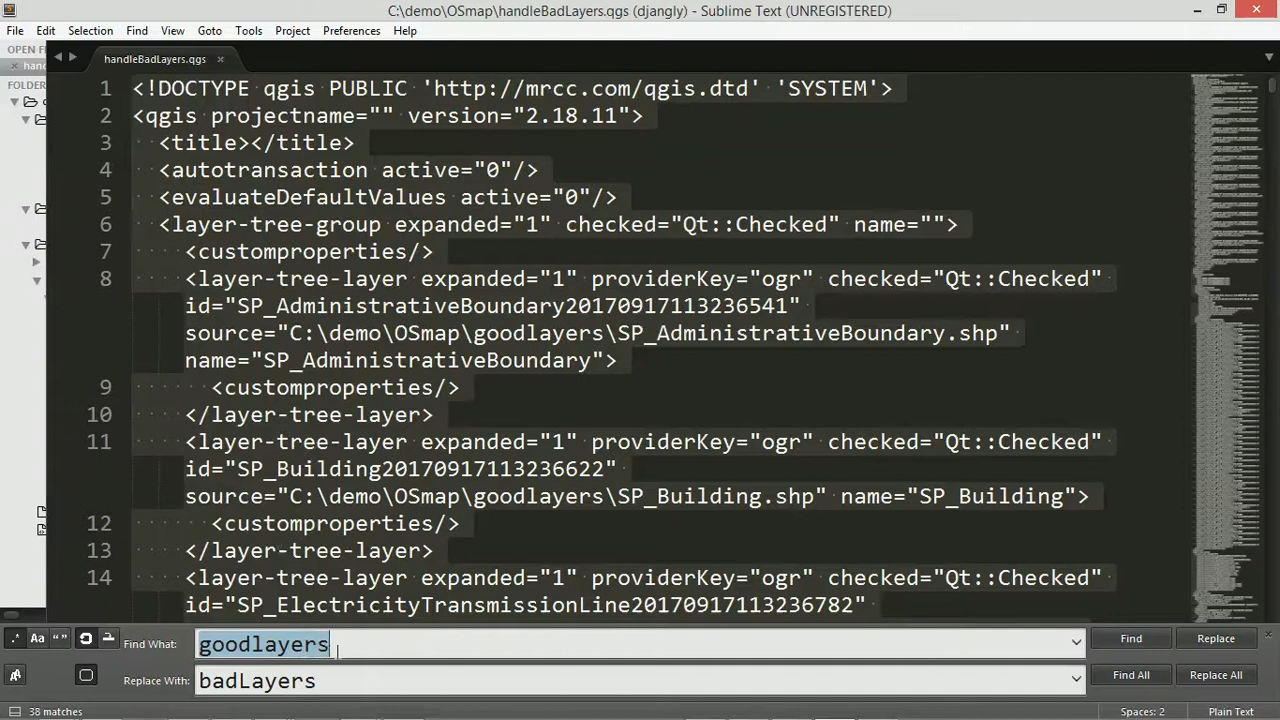 C:\demo\OSmap\handleBadLayers.qgs (djangly) - Sublime Text (UNREGISTERED)
File Edit Selection Find View Goto Tools Project Preferences Help
OPEN F
hand
handleBadLayers.qgs
FOLDER
1 <!DOCTYPE qgis PUBLIC 'http://mrcc.com/qgis.dtd' 'SYSTEM'>
2 <qgis projectname="" version="2.18.11">
3 <title></title>
4 <autotransaction active="0"/>
5 <evaluateDefaultValues active="0"/>
6 <layer-tree-group expanded="1" checked="Qt::Checked" name="">
7 <customproperties/>
8 <layer-tree-layer expanded="1" providerKey="ogr" checked="Qt::Checked"
id="SP_AdministrativeBoundary20170917113236541"
source="C:\demo\OSmap\goodlayers\SP_AdministrativeBoundary.shp"
name="SP_AdministrativeBoundary">
9 <customproperties/>
10 </layer-tree-layer>
11 <layer-tree-layer expanded="1" providerKey="ogr" checked="Qt::Checked"
id="SP_Building20170917113236622"
source="C:\demo\OSmap\goodlayers\SP_Building.shp" name="SP_Building">
12 <customproperties/>
13 </layer-tree-layer>
14 <layer-tree-layer expanded="1" providerKey="ogr" checked="Qt::Checked"
id="SP_ElectricityTransmissionLine20170917113236782"
.* Aa “ ” Find What: goodlayers Find Replace
Replace With: badLayers Find All Replace All
38 matches Spaces: 2 Plain Text